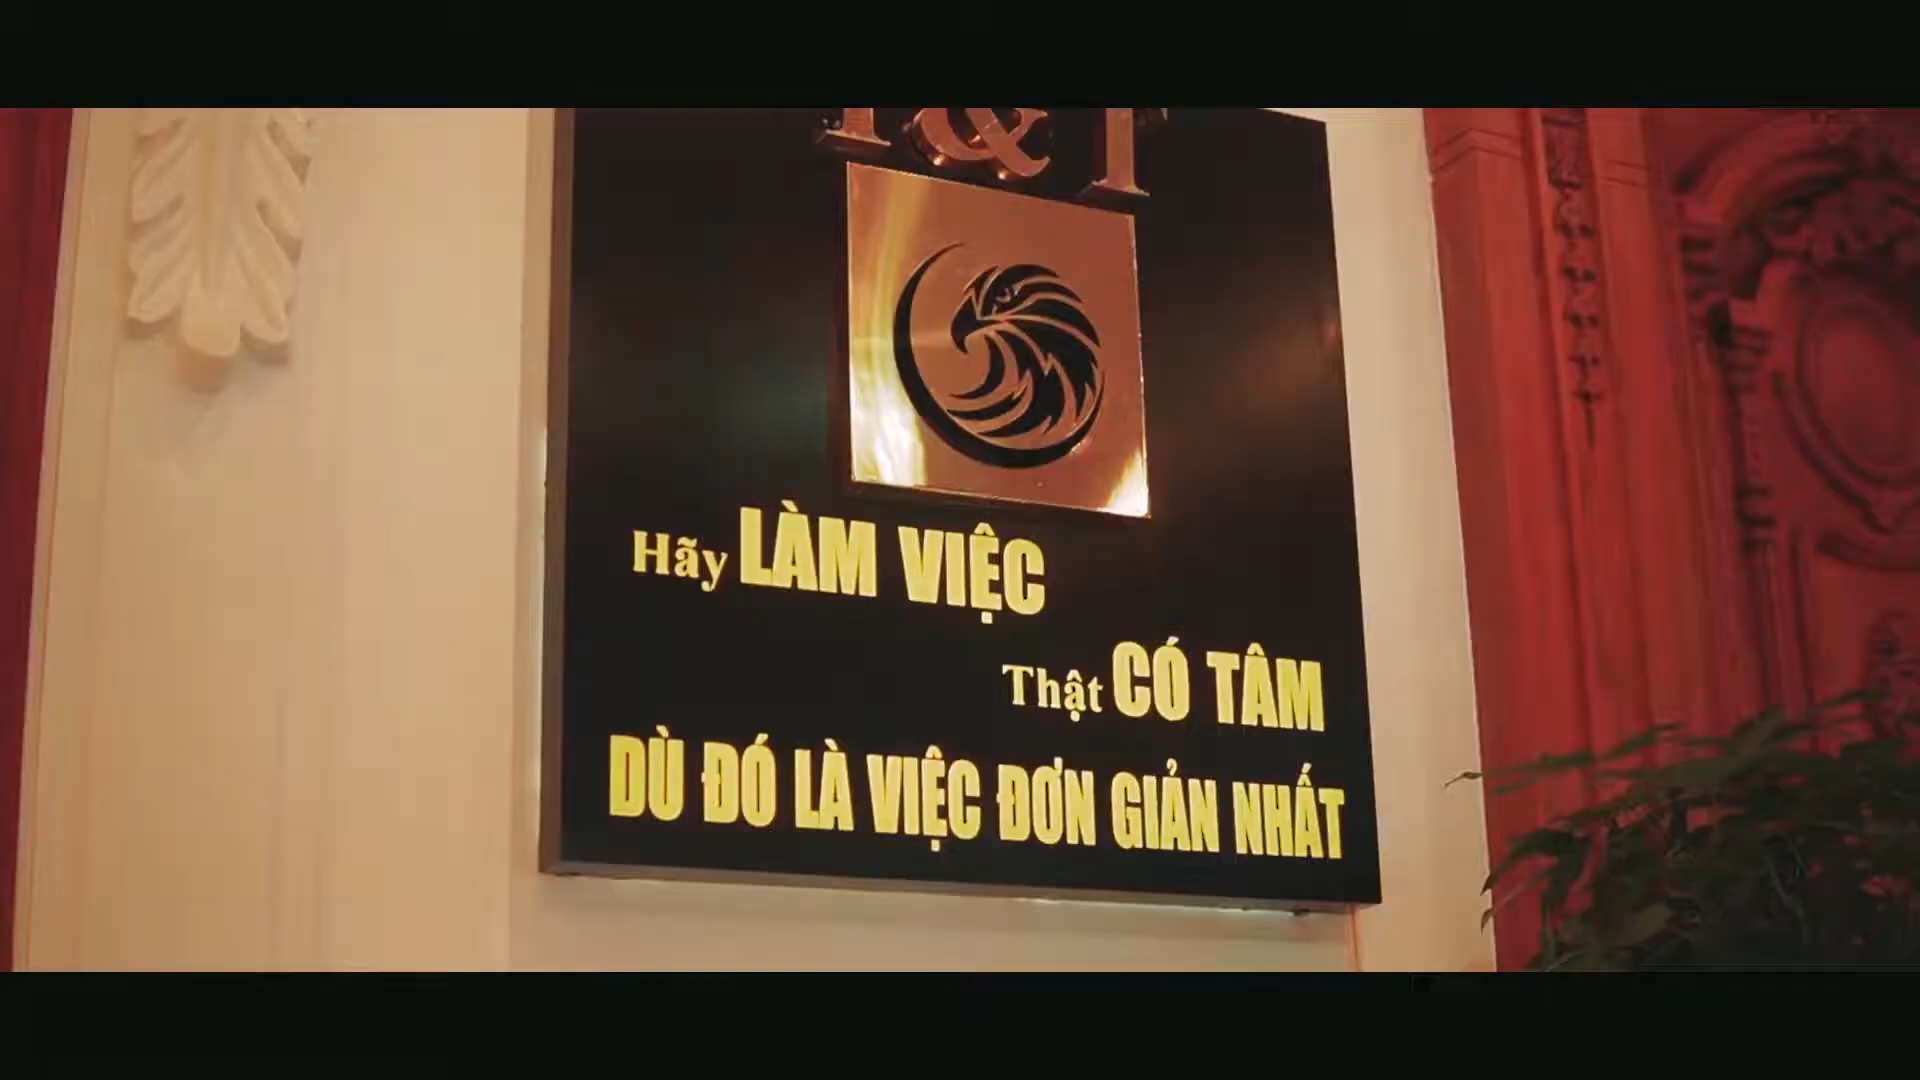 &T
Hãy LÀM VIỆC
Thật CÓ TÂM
DÙ ĐÓ LÀ VIỆC ĐƠN GIẢN NHẤT